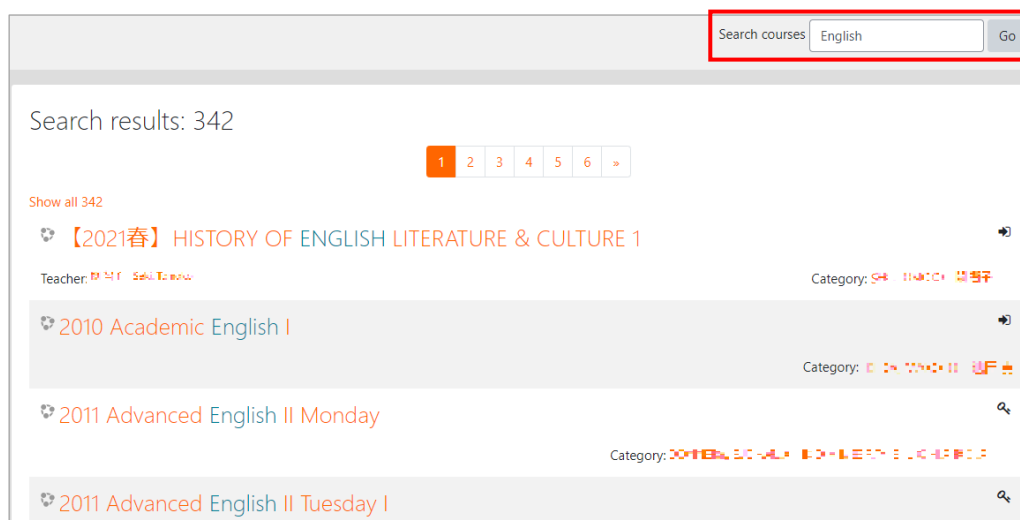 Search courses English Go
Search results: 342
1 2 3 4 5 6 »
Show all 342
【2021春】 HISTORY OF ENGLISH LITERATURE & CULTURE 1
Teacher: Category:
2010 Academic English I
Category:
2011 Advanced English II Monday
Category:
2011 Advanced English II Tuesday I